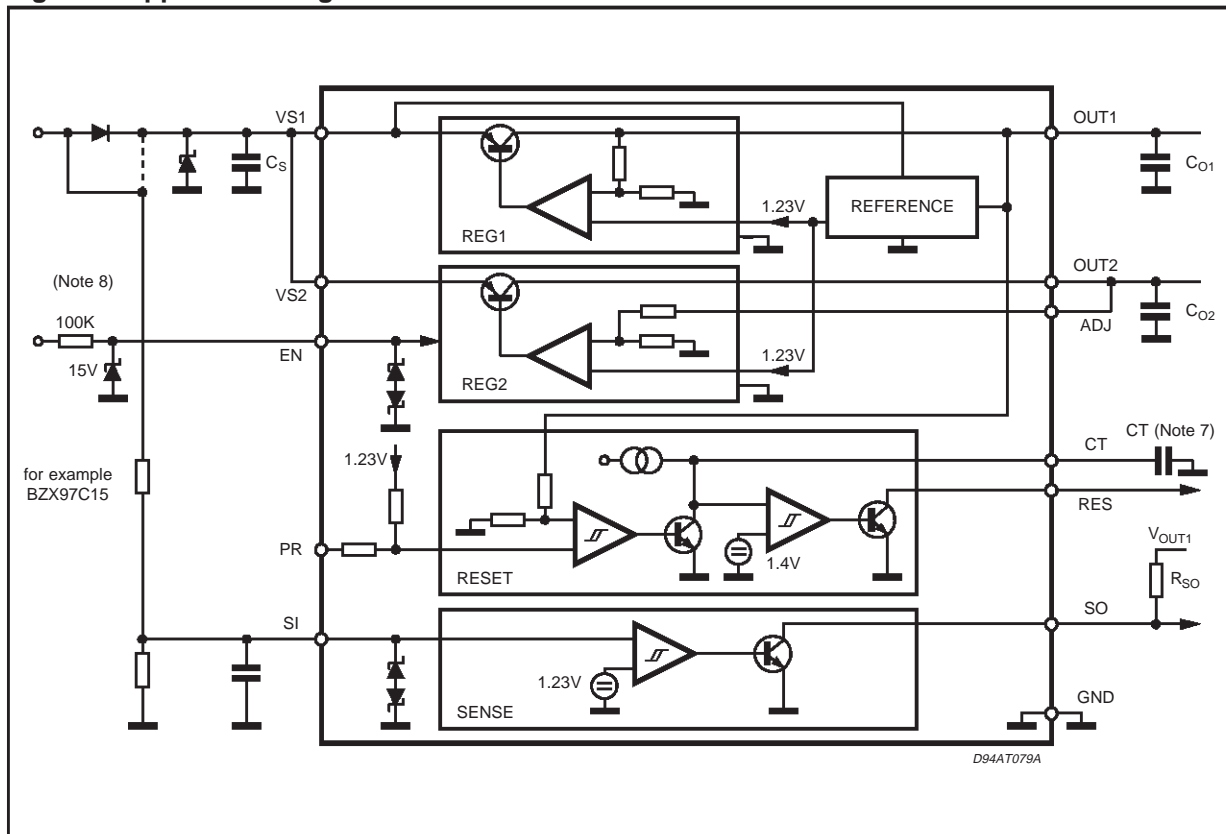 VS1
OUT1
CS
CO1
1.23V
REFERENCE
REG1
(Note 8)
VS2
OUT2
100K
ADJ
CO2
EN
15V
1.23V
REG2
CT
CT (Note 7)
1.23V
for example
BZX97C15
RES
PR
VOUT1
1.4V
RESET
RSO
SI
SO
1.23V
GND
SENSE
D94AT079A